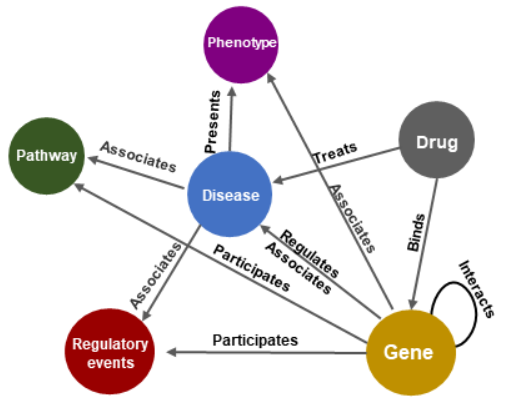 Phenotype
Presents
Drug
Treats
Pathway
Associates
Disease
Associates
Binds
Regulates
Associates
Interacts
Participates
Associates
Regulatory
events
Participates
Gene